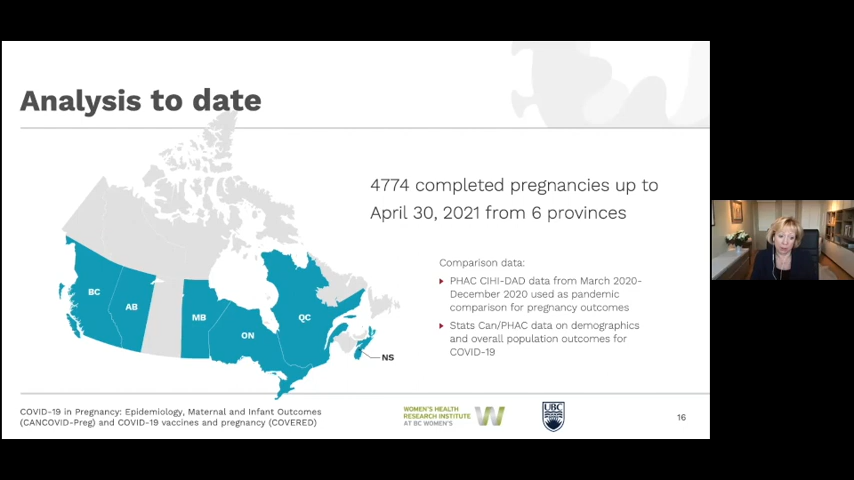 Analysis to date
4774 completed pregnancies up to
April 30, 2021 from 6 provinces
Comparison data:
PHAC CIHI-DAD data from March 2020-
December 2020 used as pandemic
comparison for pregnancy outcomes
Stats Can/PHAC data on demographics
and overall population outcomes for
COVID-19
BC
AB
MB
ON
QC
NS
COVID-19 in Pregnancy: Epidemiology, Maternal and Infant Outcomes
(CANCOVID-Preg) and COVID-19 vaccines and pregnancy (COVERED)
WOMEN'S HEALTH
RESEARCH INSTITUTE
AT BC WOMEN'S
W
UBC
16